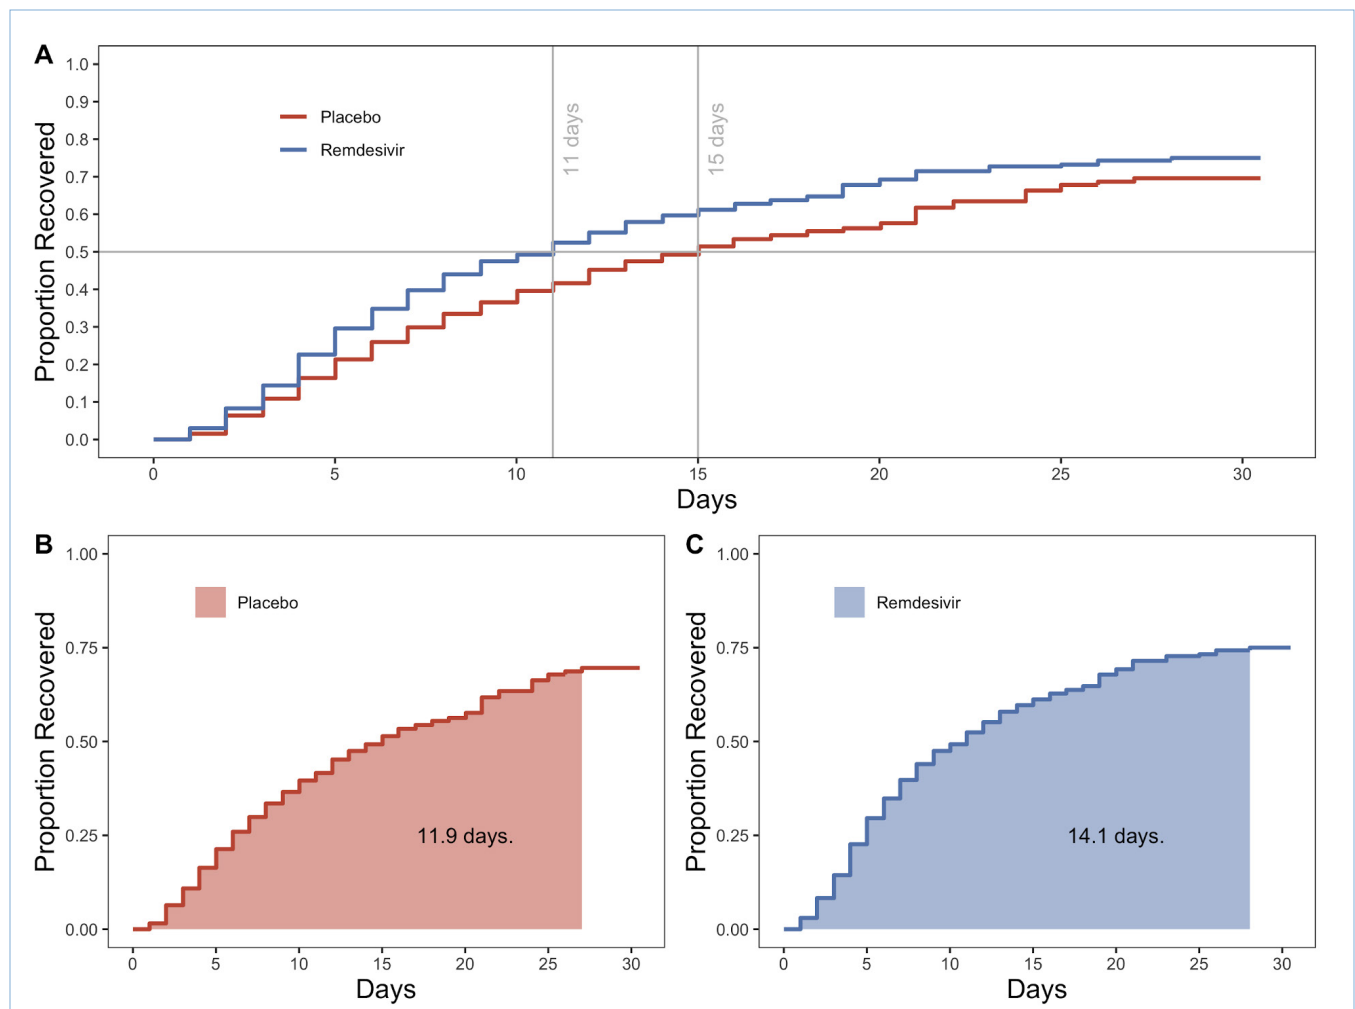 A
Proportion Recovered
1.0
0.9
0.8
0.7
0.6
0.5
0.4
0.3
0.2
0.1
0.0
Placebo
Remdesivir
11 days
15 days
0 5 10 15 20 25 30
Days
B
Proportion Recovered
1.00
0.75
0.50
0.25
0.00
Placebo
11.9 days.
0 5 10 15 20 25 30
Days
C
Proportion Recovered
1.00
0.75
0.50
0.25
0.00
Remdesivir
14.1 days.
0 5 10 15 20 25 30
Days